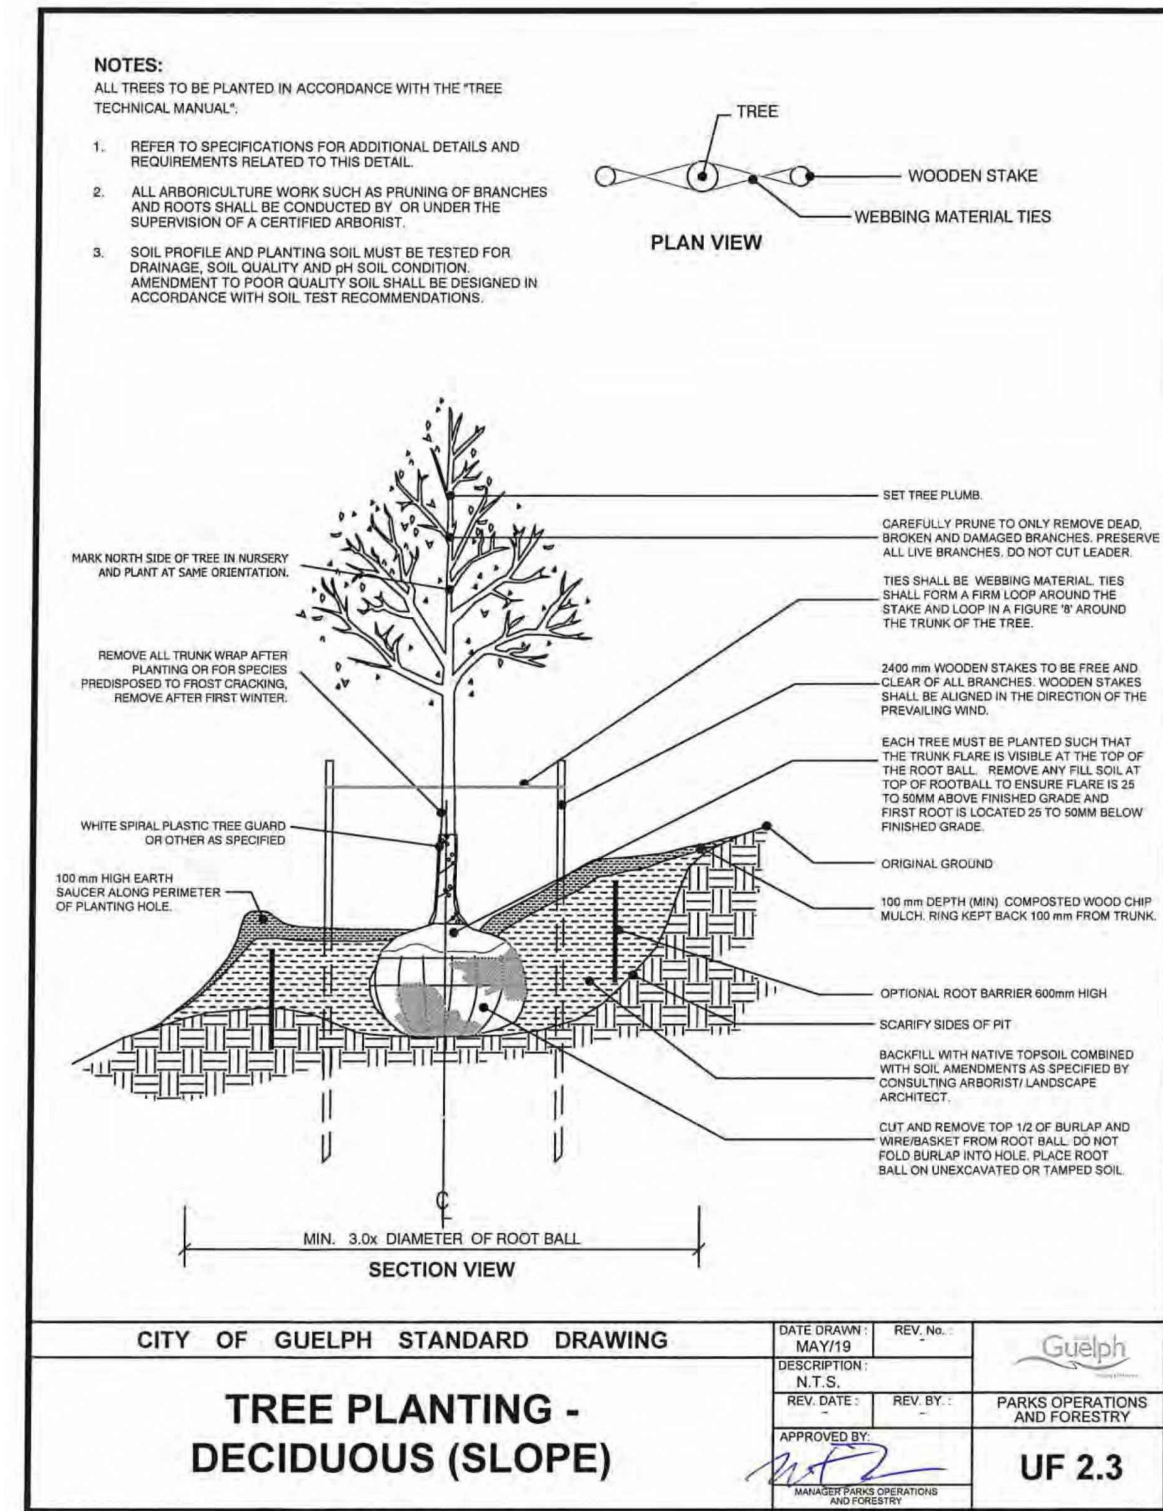 NOTES:
ALL TREES TO BE PLANTED IN ACCORDANCE WITH THE "TREE
TECHNICAL MANUAL".
1. REFER TO SPECIFICATIONS FOR ADDITIONAL DETAILS AND
REQUIREMENTS RELATED TO THIS DETAIL.
2. ALL ARBORICULTURE WORK SUCH AS PRUNING OF BRANCHES
AND ROOTS SHALL BE CONDUCTED BY OR UNDER THE
SUPERVISION OF A CERTIFIED ARBORIST.
3. SOIL PROFILE AND PLANTING SOIL MUST BE TESTED FOR
DRAINAGE, SOIL QUALITY AND pH SOIL CONDITION.
AMENDMENT TO POOR QUALITY SOIL SHALL BE DESIGNED IN
ACCORDANCE WITH SOIL TEST RECOMMENDATIONS.
TREE
WOODEN STAKE
WEBBING MATERIAL TIES
PLAN VIEW
MARK NORTH SIDE OF TREE IN NURSERY
AND PLANT AT SAME ORIENTATION.
REMOVE ALL TRUNK WRAP AFTER
PLANTING OR FOR SPECIES
PREDISPOSED TO FROST CRACKING,
REMOVE AFTER FIRST WINTER.
WHITE SPIRAL PLASTIC TREE GUARD
OR OTHER AS SPECIFIED
100 mm HIGH EARTH
SAUCER ALONG PERIMETER
OF PLANTING HOLE.
SET TREE PLUMB.
CAREFULLY PRUNE TO ONLY REMOVE DEAD,
BROKEN AND DAMAGED BRANCHES. PRESERVE
ALL LIVE BRANCHES. DO NOT CUT LEADER.
TIES SHALL BE WEBBING MATERIAL. TIES
SHALL FORM A FIRM LOOP AROUND THE
STAKE AND LOOP IN A FIGURE '8' AROUND
THE TRUNK OF THE TREE.
2400 mm WOODEN STAKES TO BE FREE AND
CLEAR OF ALL BRANCHES. WOODEN STAKES
SHALL BE ALIGNED IN THE DIRECTION OF THE
PREVAILING WIND.
EACH TREE MUST BE PLANTED SUCH THAT
THE TRUNK FLARE IS VISIBLE AT THE TOP OF
THE ROOT BALL. REMOVE ANY FILL SOIL AT
TOP OF ROOTBALL TO ENSURE FLARE IS 25
TO 50MM ABOVE FINISHED GRADE AND
FIRST ROOT IS LOCATED 25 TO 50MM BELOW
FINISHED GRADE.
ORIGINAL GROUND
100 mm DEPTH (MIN) COMPOSTED WOOD CHIP
MULCH. RING KEPT BACK 100 mm FROM TRUNK.
OPTIONAL ROOT BARRIER 600mm HIGH
SCARIFY SIDES OF PIT
BACKFILL WITH NATIVE TOPSOIL COMBINED
WITH SOIL AMENDMENTS AS SPECIFIED BY
CONSULTING ARBORIST/ LANDSCAPE
ARCHITECT.
CUT AND REMOVE TOP 1/2 OF BURLAP AND
WIRE/BASKET FROM ROOT BALL. DO NOT
FOLD BURLAP INTO HOLE. PLACE ROOT
BALL ON UNEXCAVATED OR TAMPED SOIL.
MIN. 3.0x DIAMETER OF ROOT BALL
SECTION VIEW
CITY OF GUELPH STANDARD DRAWING
TREE PLANTING -
DECIDUOUS (SLOPE)
DATE DRAWN :
MAY/19
REV. No. :
-
DESCRIPTION :
N.T.S.
REV. DATE :
-
REV. BY. :
-
APPROVED BY:
MANAGER PARKS OPERATIONS
AND FORESTRY
Guelph
PARKS OPERATIONS
AND FORESTRY
UF 2.3